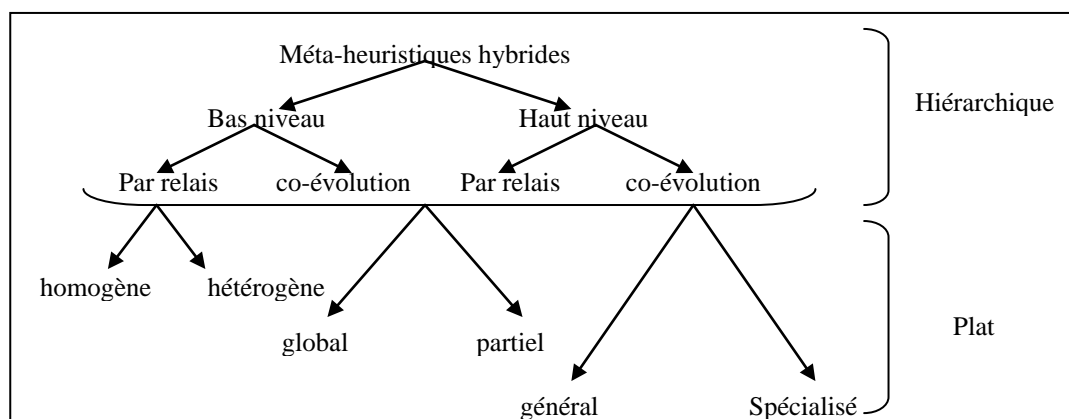 Méta-heuristiques hybrides
Hiérarchique
Bas niveau
Haut niveau
Par relais
co-évolution
Par relais
co-évolution
homogène
hétérogène
Plat
global
partiel
général
Spécialisé